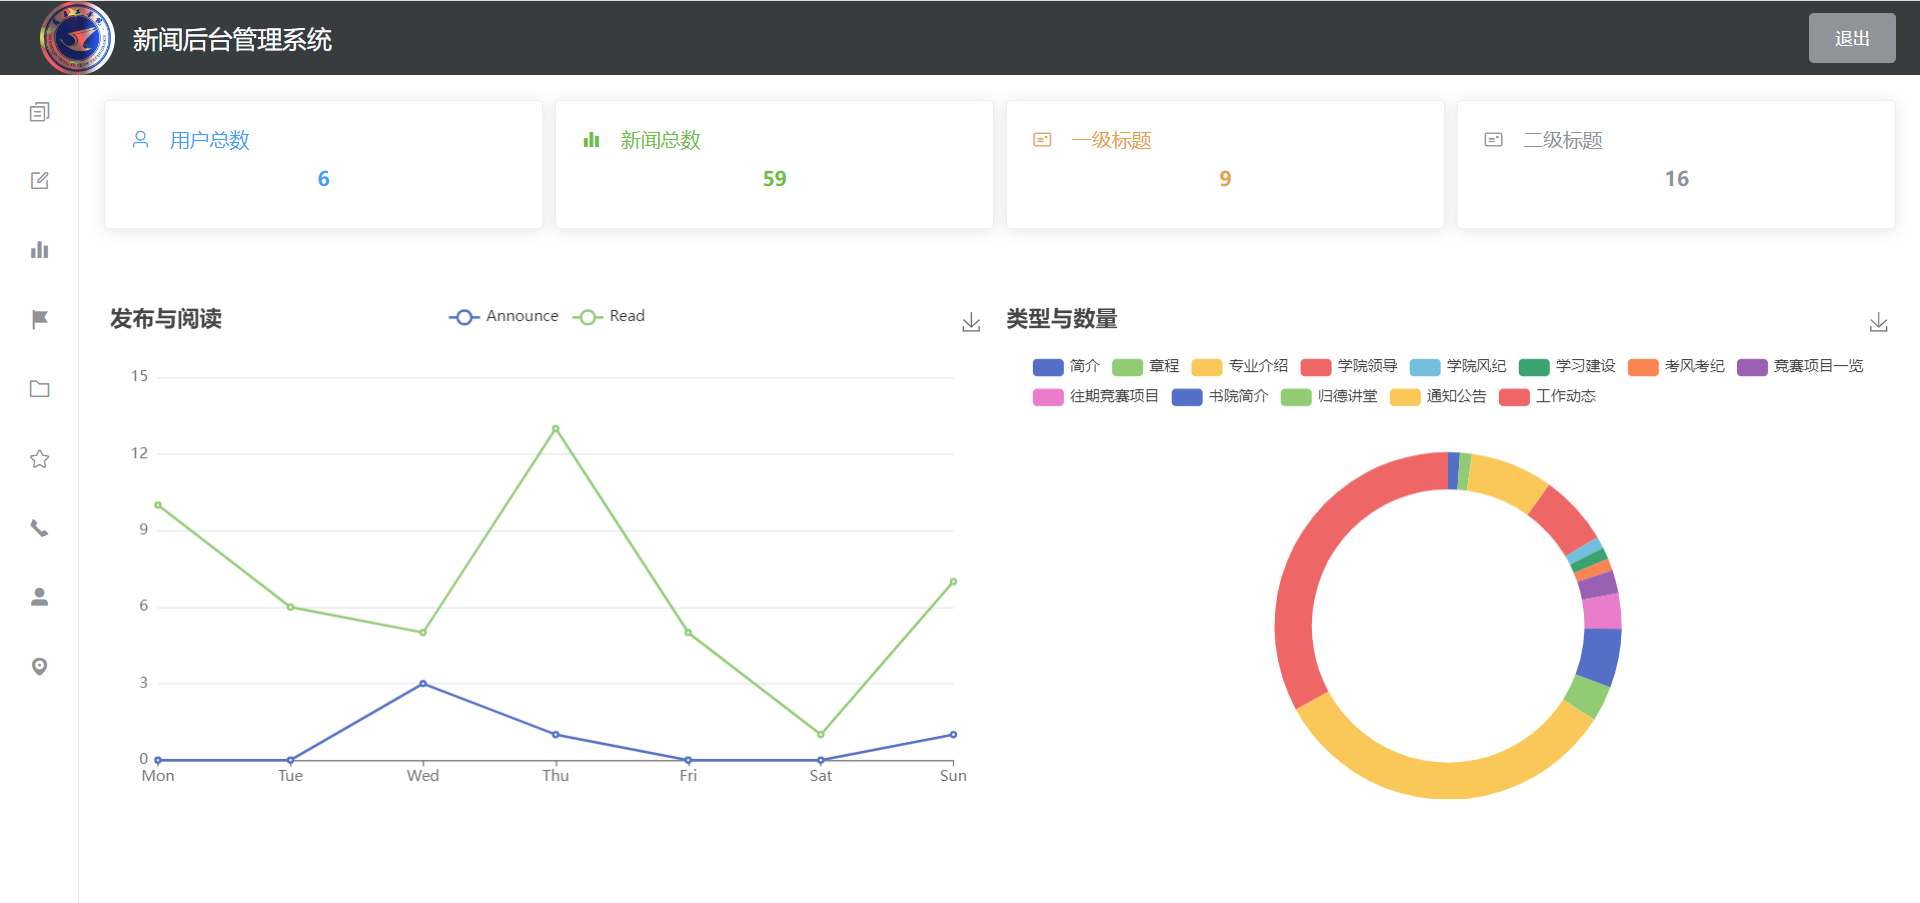 新闻后台管理系统
退出
用户总数
6
新闻总数
59
一级标题
9
二级标题
16
发布与阅读
Announce Read
15
12
9
6
3
0
Mon Tue Wed Thu Fri Sat Sun
类型与数量
简介 章程 专业介绍 学院领导 学院风纪 学习建设 考风考纪 竞赛项目一览
往期竞赛项目 书院简介 归德讲堂 通知公告 工作动态